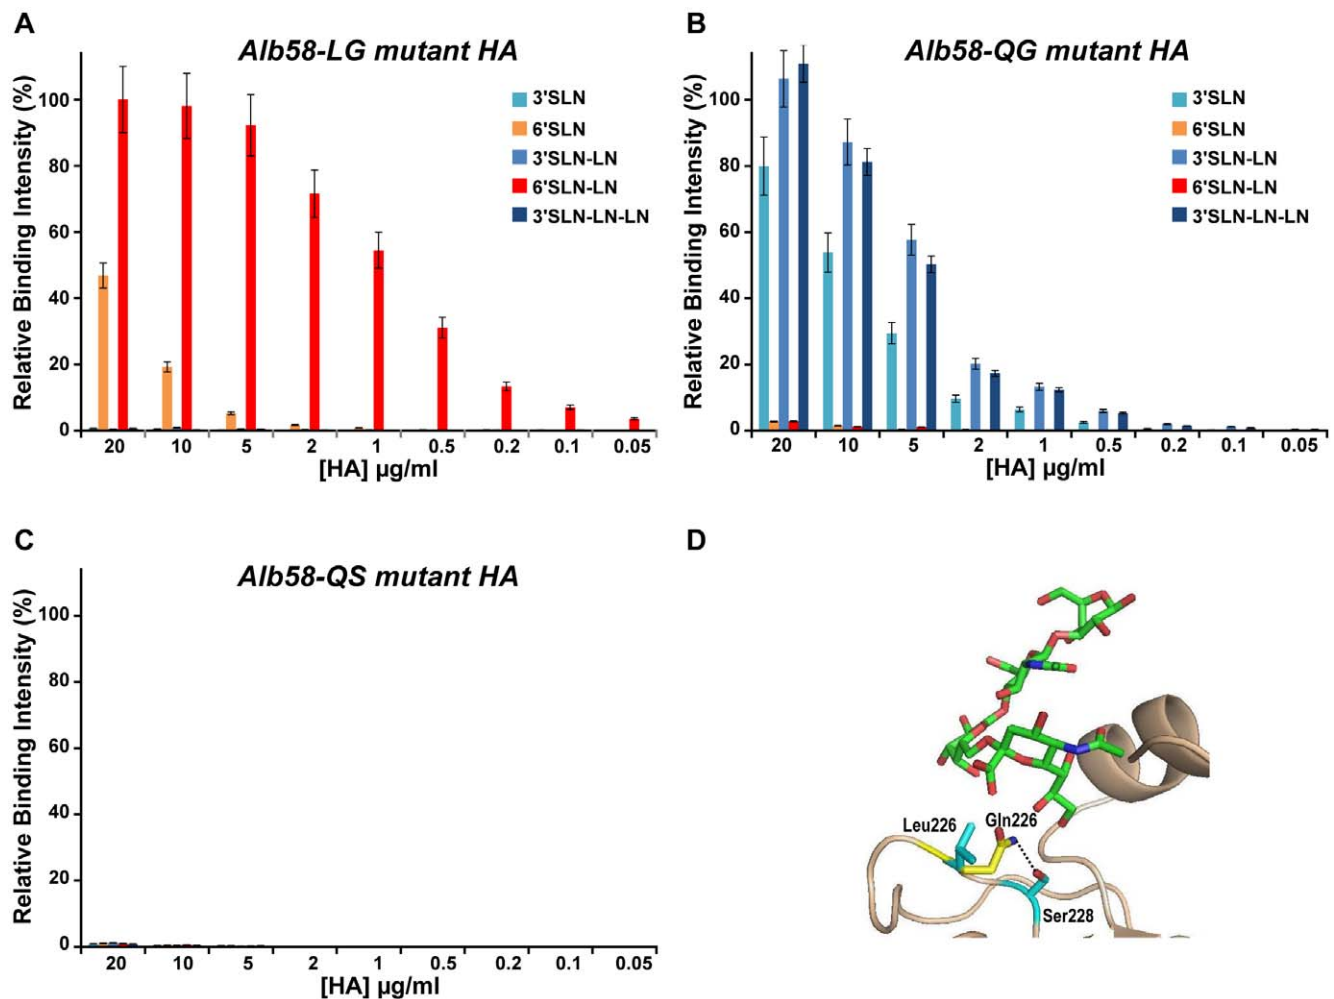 A
Alb58-LG mutant HA
Relative Binding Intensity (%)
100
80
60
40
20
0
3'SLN
6'SLN
3'SLN-LN
6'SLN-LN
3'SLN-LN-LN
20 10 5 2 1 0.5 0.2 0.1 0.05
[HA] µg/ml
B
Alb58-QG mutant HA
Relative Binding Intensity (%)
100
80
60
40
20
0
3'SLN
6'SLN
3'SLN-LN
6'SLN-LN
3'SLN-LN-LN
20 10 5 2 1 0.5 0.2 0.1 0.05
[HA] µg/ml
C
Alb58-QS mutant HA
Relative Binding Intensity (%)
100
80
60
40
20
0
20 10 5 2 1 0.5 0.2 0.1 0.05
[HA] µg/ml
D
Leu226
Gln226
Ser228